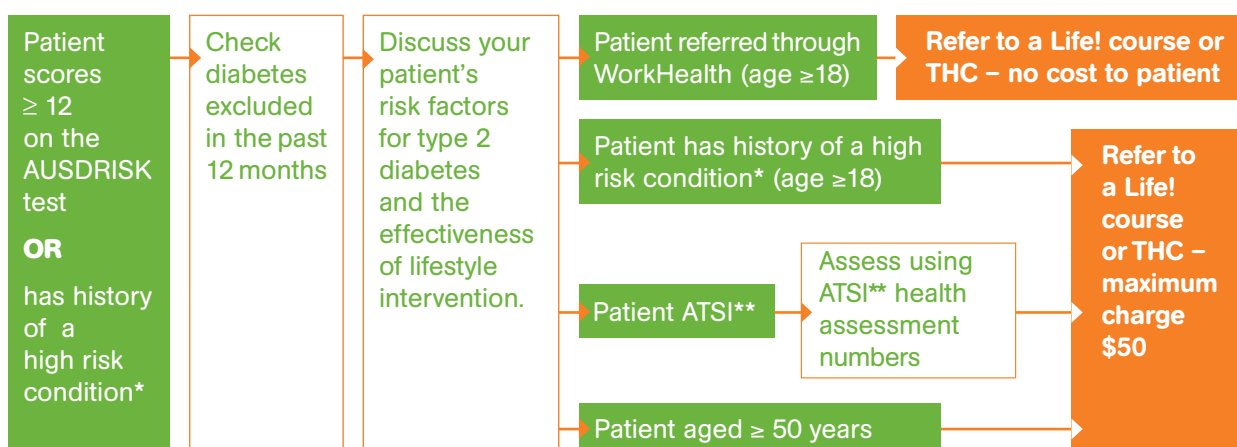 Patient
scores
≥ 12
on the
AUSDRISK
test
OR
has history
of a
high risk
condition*
Check
diabetes
excluded
in the past
12 months
Discuss your
patient's
risk factors
for type 2
diabetes
and the
effectiveness
of lifestyle
intervention.
Patient referred through
WorkHealth (age ≥18)
Refer to a Life! course or
THC – no cost to patient
Patient has history of a high
risk condition* (age ≥18)
Patient ATSI**
Assess using
ATSI** health
assessment
numbers
Patient aged ≥ 50 years
Refer to
a Life!
course
or THC –
maximum
charge
$50